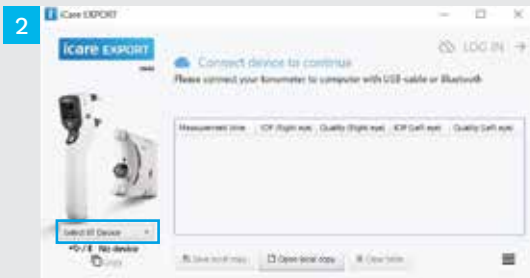 2
iCare EXPORT
LOG IN
icare EXPORT
Connect device to continue
Please connect your tonometer to computer with USB-cable or Bluetooth
Measurement time IOP (Right eye) Quality (Right eye) IOP (Left eye) Quality (Left eye)
Select BT Device
No device
Copy
Save local copy Open local copy Clear table